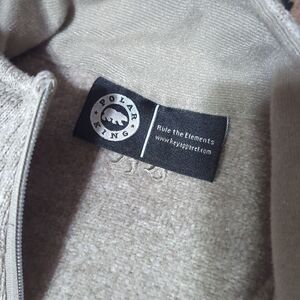 POLAR
KING
Rule the Elements
www.keyapparel.com